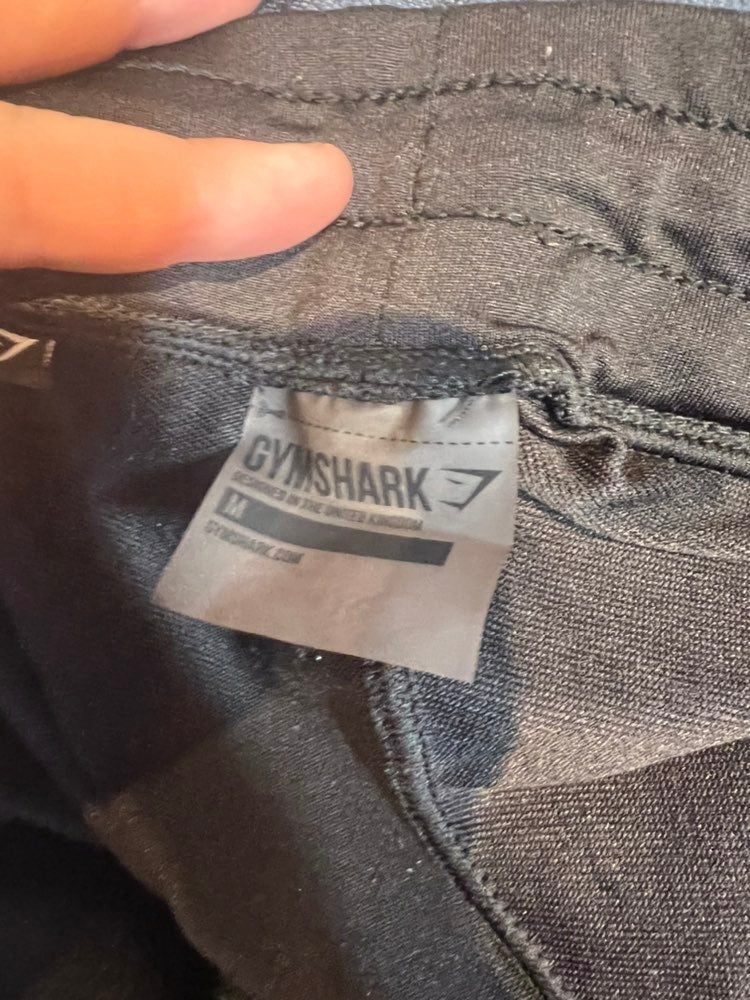 GYMSHARK
DESIGNED IN THE UNITED KINGDOM
M
GYMSHARK.COM